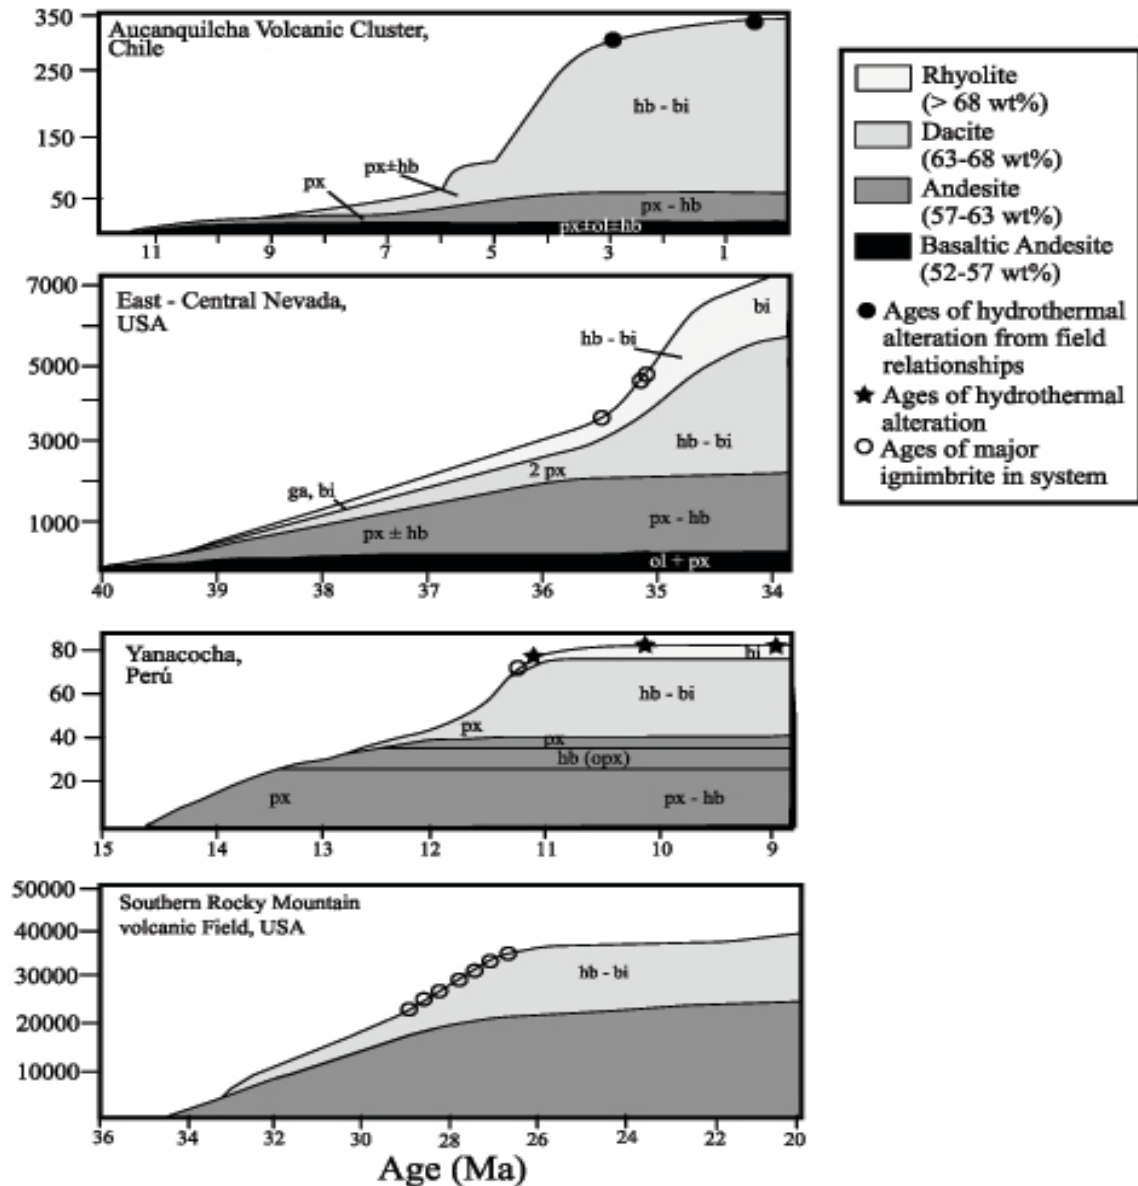 350
250
150
50
Aucanquilcha Volcanic Cluster,
Chile
hb - bi
px±hb
px
px - hb
px±ol±hb
11 9 7 5 3 1
7000
5000
3000
1000
East - Central Nevada,
USA
bi
hb - bi
hb - bi
2 px
ga, bi
px ± hb
px - hb
ol + px
40 39 38 37 36 35 34
80
60
40
20
Yanacocha,
Perú
bi
hb - bi
px
px
hb (opx)
px
px - hb
15 14 13 12 11 10 9
50000
40000
30000
20000
10000
Southern Rocky Mountain
volcanic Field, USA
hb - bi
36 34 32 30 28 26 24 22 20
Age (Ma)
Rhyolite
(> 68 wt%)
Dacite
(63-68 wt%)
Andesite
(57-63 wt%)
Basaltic Andesite
(52-57 wt%)
Ages of hydrothermal
alteration from field
relationships
Ages of hydrothermal
alteration
Ages of major
ignimbrite in system